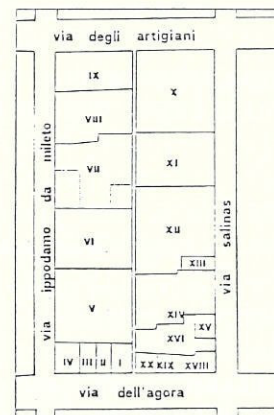 via degli artigiani
IX
X
VIII
via ippodamo da mileto
VII
XI
VI
XII
XIII
via salinas
V
XIV
XV
XVI
IV III II I
XX XIX XVIII
via dell'agora